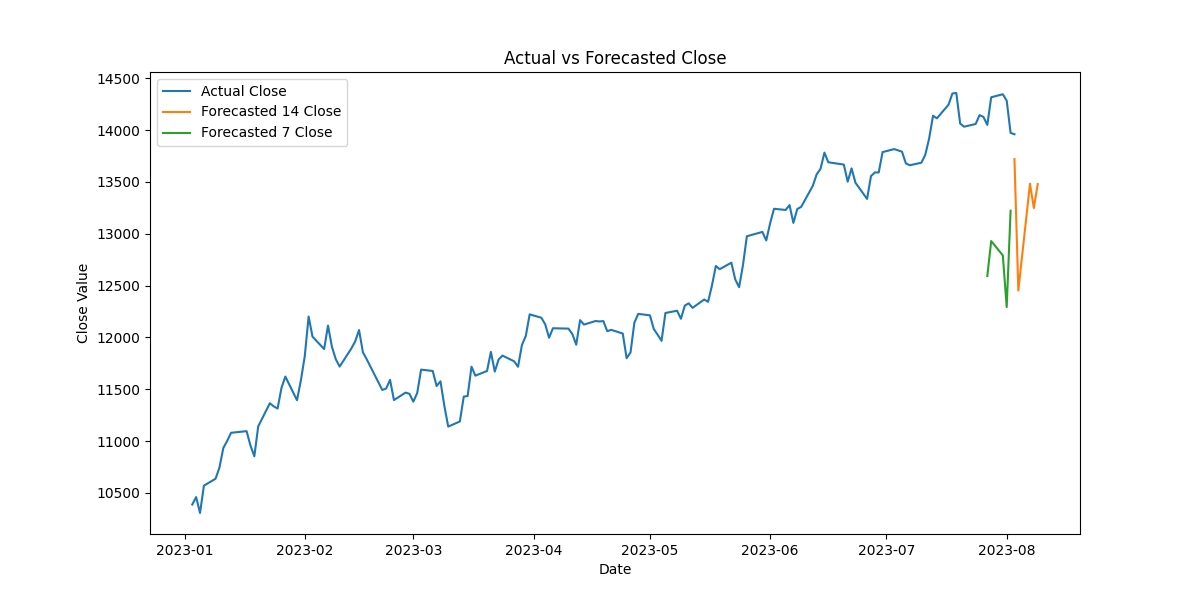 Actual vs Forecasted Close
Actual Close
Forecasted 14 Close
Forecasted 7 Close
Close Value
14500
14000
13500
13000
12500
12000
11500
11000
10500
2023-01 2023-02 2023-03 2023-04 2023-05 2023-06 2023-07 2023-08
Date